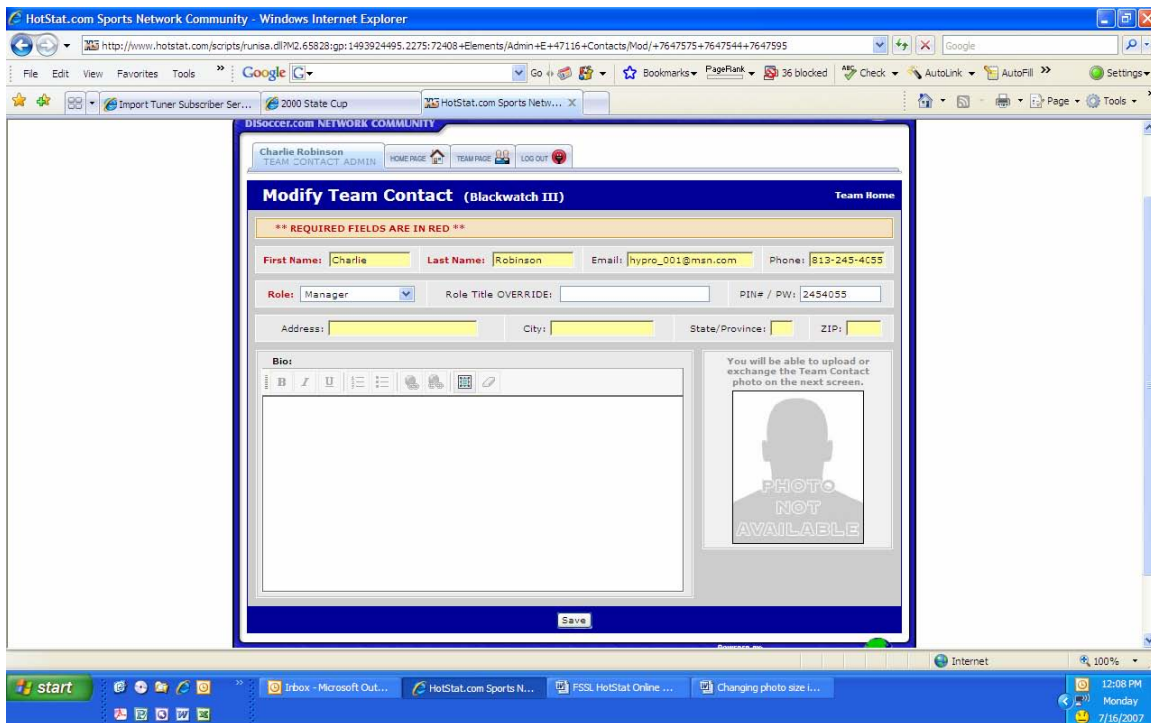 HotStat.com Sports Network Community - Windows Internet Explorer
http://www.hotstat.com/scripts/runisa.dll?M2.65828:gp:1493924495.2275:72408+Elements/Admin+E+47116+Contacts/Mod/+7647575+7647544+7647595 Google
File Edit View Favorites Tools » Google G Go Bookmarks PageRank 36 blocked ABC Check AutoLink AutoFill » Settings
Import Tuner Subscriber Ser... 2000 State Cup HotStat.com Sports Netw... X Page Tools
DISoccer.com NETWORK COMMUNITY
Charlie Robinson
TEAM CONTACT ADMIN HOME PAGE TEAM PAGE LOG OUT
Modify Team Contact (Blackwatch III) Team Home
** REQUIRED FIELDS ARE IN RED **
First Name: Charlie Last Name: Robinson Email: hypro_001@msn.com Phone: 813-245-4055
Role: Manager Role Title OVERRIDE: PIN# / PW: 2454055
Address: City: State/Province: ZIP:
Bio:
B I U
You will be able to upload or
exchange the Team Contact
photo on the next screen.
PHOTO
NOT
AVAILABLE
Save
Internet 100%
start » Inbox - Microsoft Out... HotStat.com Sports N... FSSL HotStat Online ... Changing photo size i... 12:08 PM
Monday
7/16/2007